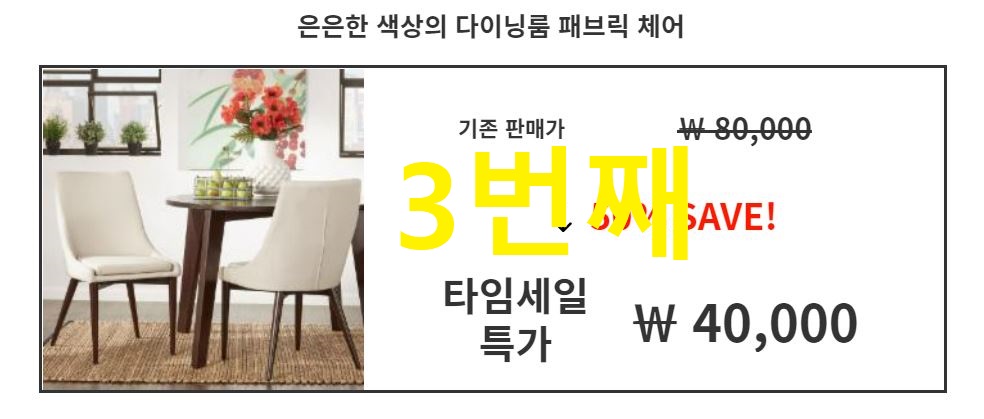 은은한 색상의 다이닝룸 패브릭 체어
기존 판매가 ₩ 80,000
3번째
50% SAVE!
타임세일
특가
₩ 40,000